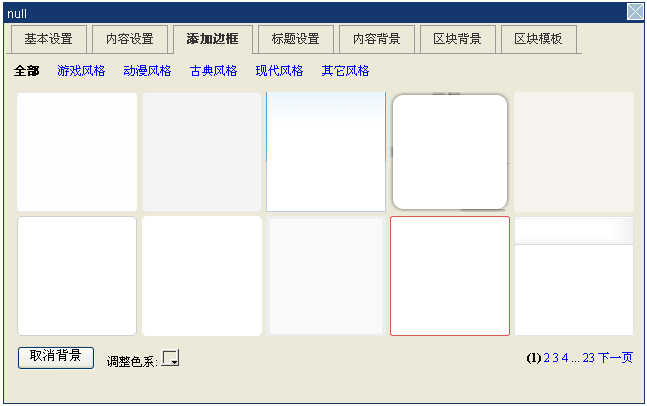 null
基本设置 内容设置 添加边框 标题设置 内容背景 区块背景 区块模板
全部 游戏风格 动漫风格 古典风格 现代风格 其它风格
取消背景 调整色系: (1) 2 3 4 ... 23 下一页